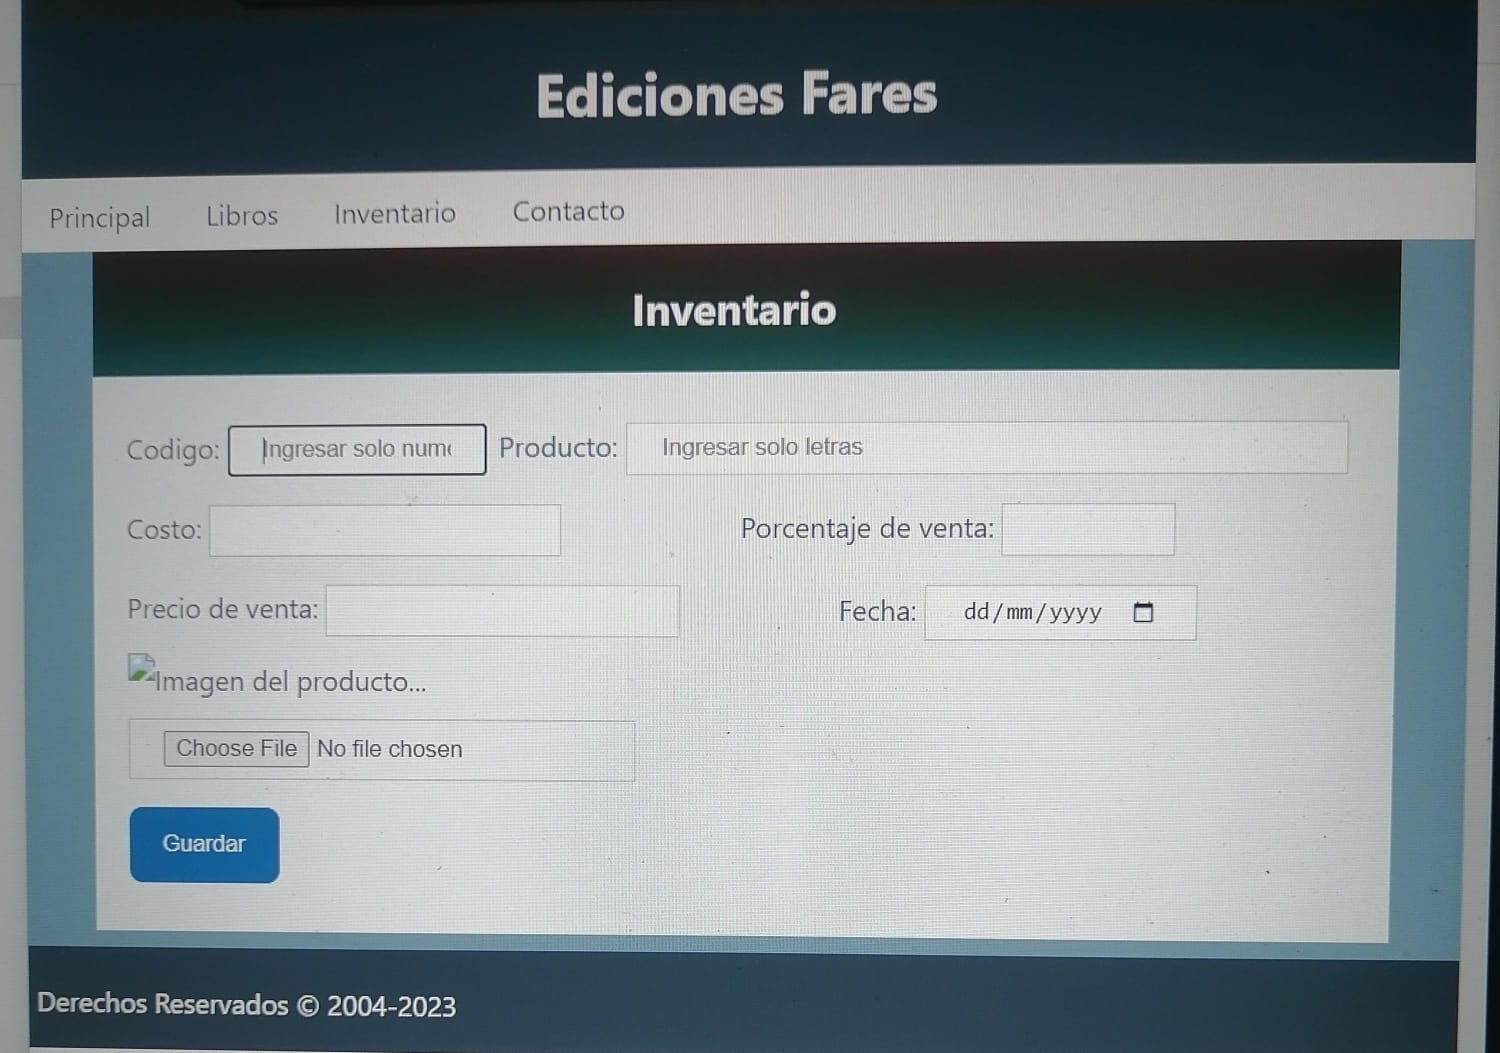 Ediciones Fares
Principal Libros Inventario Contacto
Inventario
Codigo: Ingresar solo num Producto: Ingresar solo letras
Costo: Porcentaje de venta:
Precio de venta: Fecha: dd/mm/yyyy
Imagen del producto...
Choose File No file chosen
Guardar
Derechos Reservados © 2004-2023